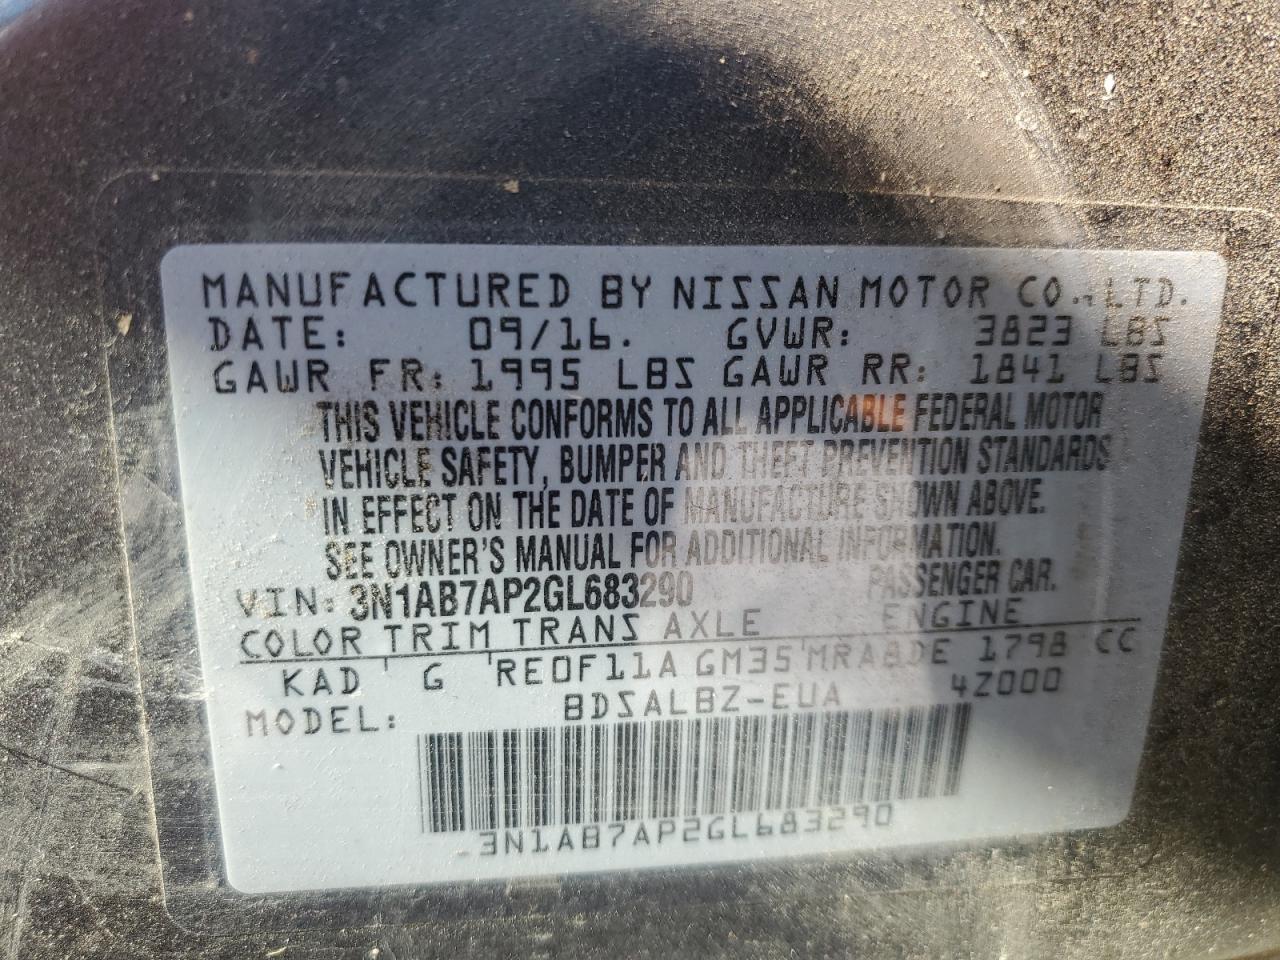 MANUFACTURED BY NISSAN MOTOR CO., LTD.
DATE: 09/16. GVWR: 3823 LBS
GAWR FR: 1995 LBS GAWR RR: 1841 LBS
THIS VEHICLE CONFORMS TO ALL APPLICABLE FEDERAL MOTOR
VEHICLE SAFETY, BUMPER AND THEFT PREVENTION STANDARDS
IN EFFECT ON THE DATE OF MANUFACTURE SHOWN ABOVE.
SEE OWNER'S MANUAL FOR ADDITIONAL INFORMATION.
VIN: 3N1AB7AP2GL683290 PASSENGER CAR.
COLOR TRIM TRANS AXLE ENGINE
KAD G RE0F11A GM35 MRA8DE 1798 CC
MODEL: BDSALBZ-EUA 4Z000
3N1AB7AP2GL683290